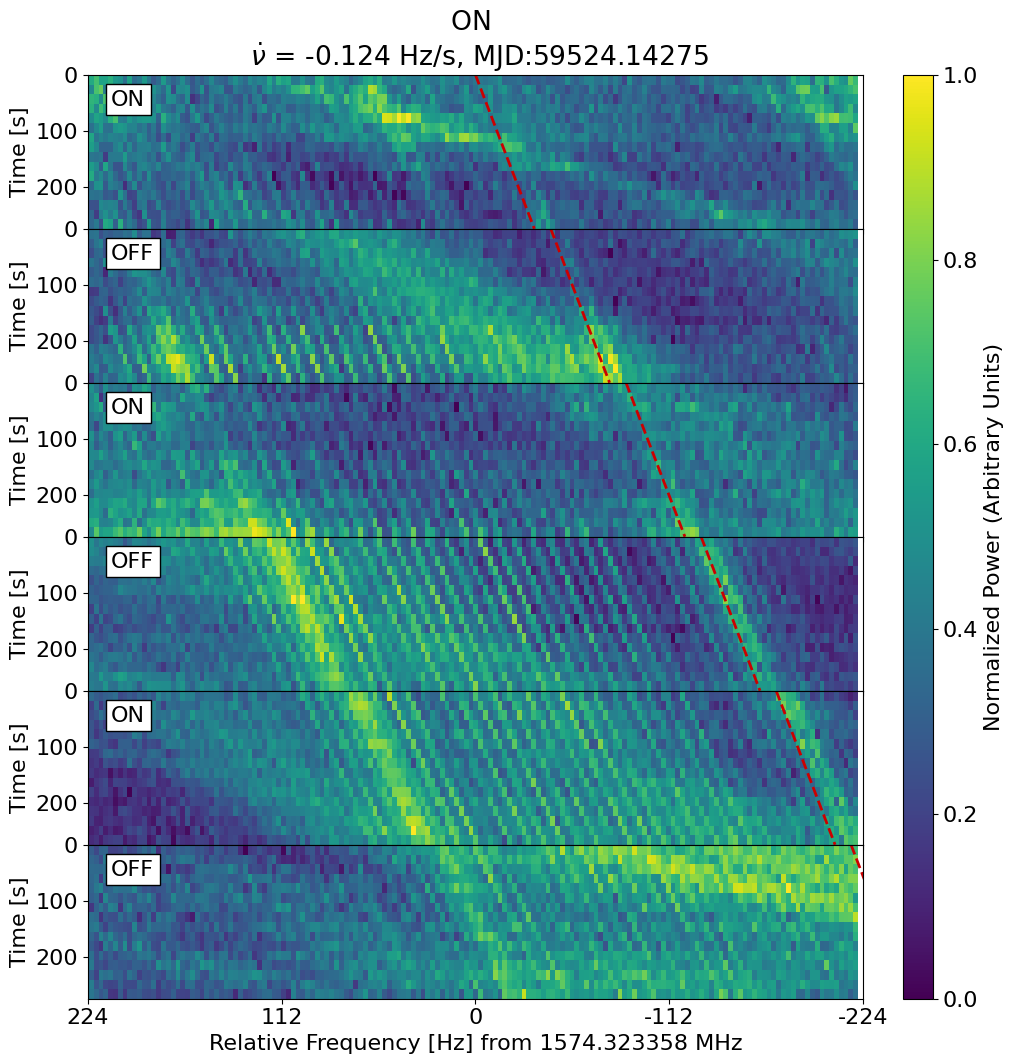 ON
ν̇ = -0.124 Hz/s, MJD:59524.14275
0
ON
100
200
Time [s]
0
OFF
100
200
Time [s]
0
ON
100
200
Time [s]
0
OFF
100
200
Time [s]
0
ON
100
200
Time [s]
0
OFF
100
200
Time [s]
224 112 0 -112 -224
Relative Frequency [Hz] from 1574.323358 MHz
1.0
0.8
0.6
0.4
0.2
0.0
Normalized Power (Arbitrary Units)